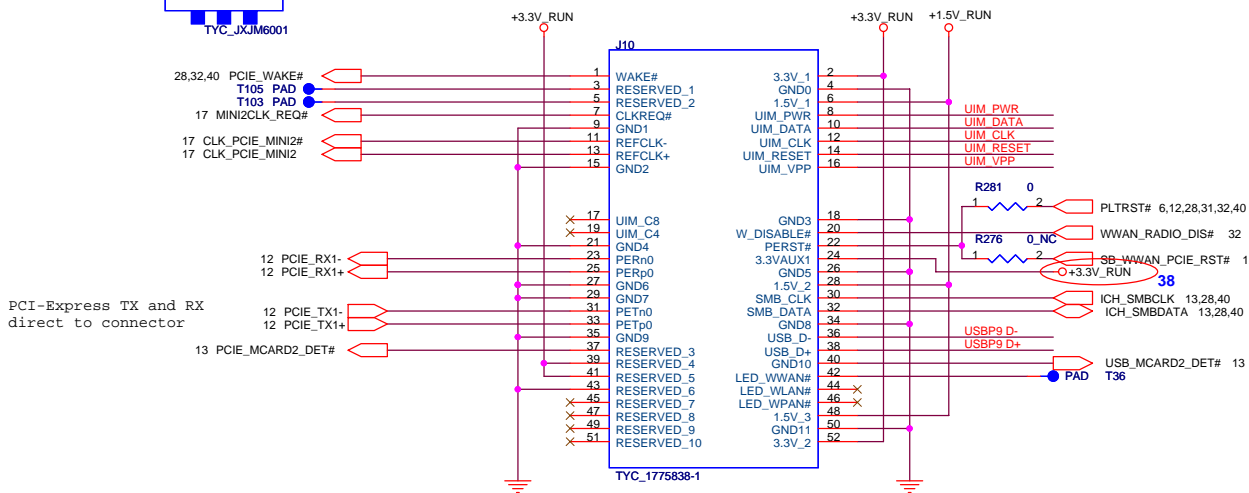 TYC_JXJM6001
+3.3V_RUN
+3.3V_RUN
+1.5V_RUN
J10
28,32,40 PCIE_WAKE# 1 WAKE# 3.3V_1 2
T105 PAD 3 RESERVED_1 GND0 4
T103 PAD 5 RESERVED_2 1.5V_1 6
17 MINI2CLK_REQ# 7 CLKREQ# UIM_PWR 8 UIM_PWR
9 GND1 UIM_DATA 10 UIM_DATA
17 CLK_PCIE_MINI2# 11 REFCLK- UIM_CLK 12 UIM_CLK
17 CLK_PCIE_MINI2 13 REFCLK+ UIM_RESET 14 UIM_RESET
15 GND2 UIM_VPP 16 UIM_VPP
R281 0
1 2 PLTRST# 6,12,28,31,32,40
17 UIM_C8 GND3 18
19 UIM_C4 W_DISABLE# 20 WWAN_RADIO_DIS# 32
21 GND4 PERST# 22
R276 0_NC
1 2 SB_WWAN_PCIE_RST# 1
12 PCIE_RX1- 23 PERn0 3.3VAUX1 24
+3.3V_RUN
38
12 PCIE_RX1+ 25 PERp0 GND5 26
27 GND6 1.5V_2 28
29 GND7 SMB_CLK 30 ICH_SMBCLK 13,28,40
PCI-Express TX and RX
direct to connector
12 PCIE_TX1- 31 PETn0 SMB_DATA 32 ICH_SMBDATA 13,28,40
12 PCIE_TX1+ 33 PETp0 GND8 34
35 GND9 USB_D- 36 USBP9 D-
13 PCIE_MCARD2_DET# 37 RESERVED_3 USB_D+ 38 USBP9 D+
39 RESERVED_4 GND10 40 USB_MCARD2_DET# 13
41 RESERVED_5 LED_WWAN# 42 PAD T36
43 RESERVED_6 LED_WLAN# 44
45 RESERVED_7 LED_WPAN# 46
47 RESERVED_8 1.5V_3 48
49 RESERVED_9 GND11 50
51 RESERVED_10 3.3V_2 52
TYC_1775838-1